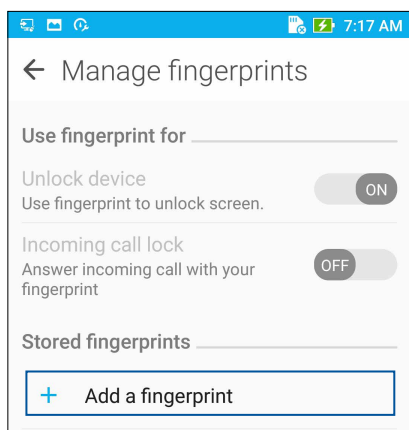 7:17 AM
Manage fingerprints
Use fingerprint for
Unlock device
Use fingerprint to unlock screen.
ON
Incoming call lock
Answer incoming call with your
fingerprint
OFF
Stored fingerprints
+ Add a fingerprint